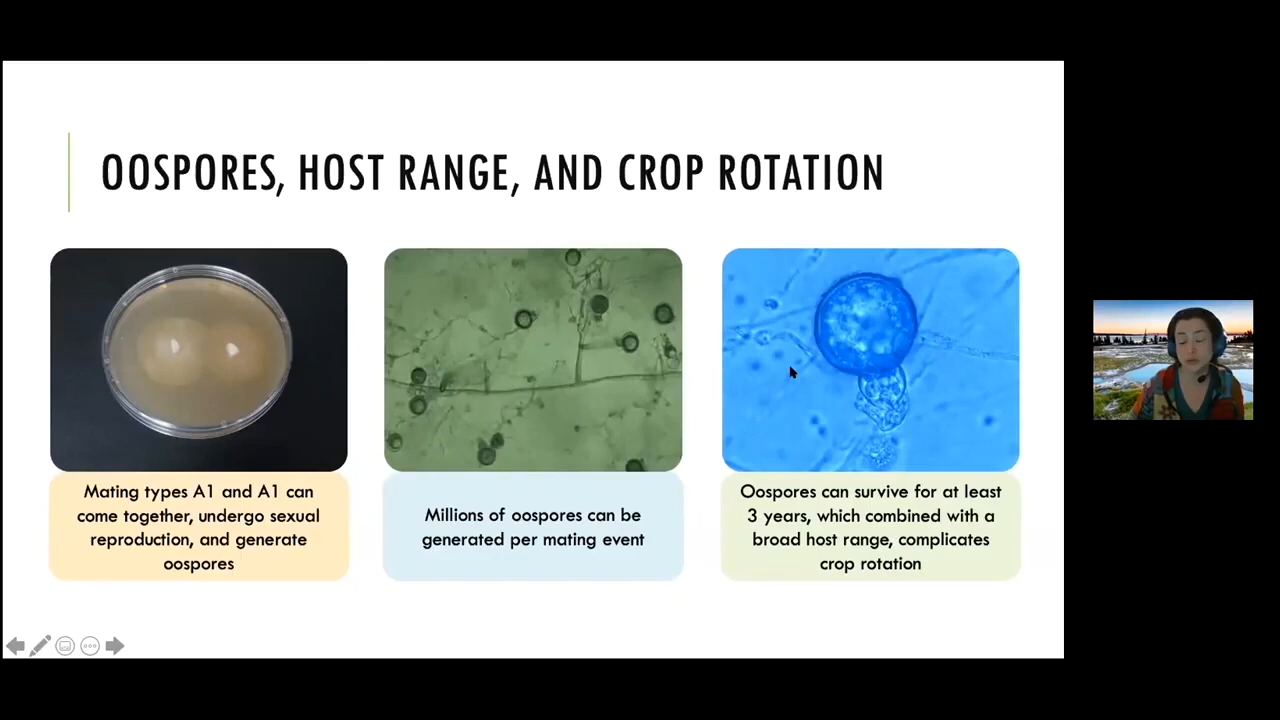 OOSPORES, HOST RANGE, AND CROP ROTATION
Mating types A1 and A1 can
come together, undergo sexual
reproduction, and generate
oospores
Millions of oospores can be
generated per mating event
Oospores can survive for at least
3 years, which combined with a
broad host range, complicates
crop rotation